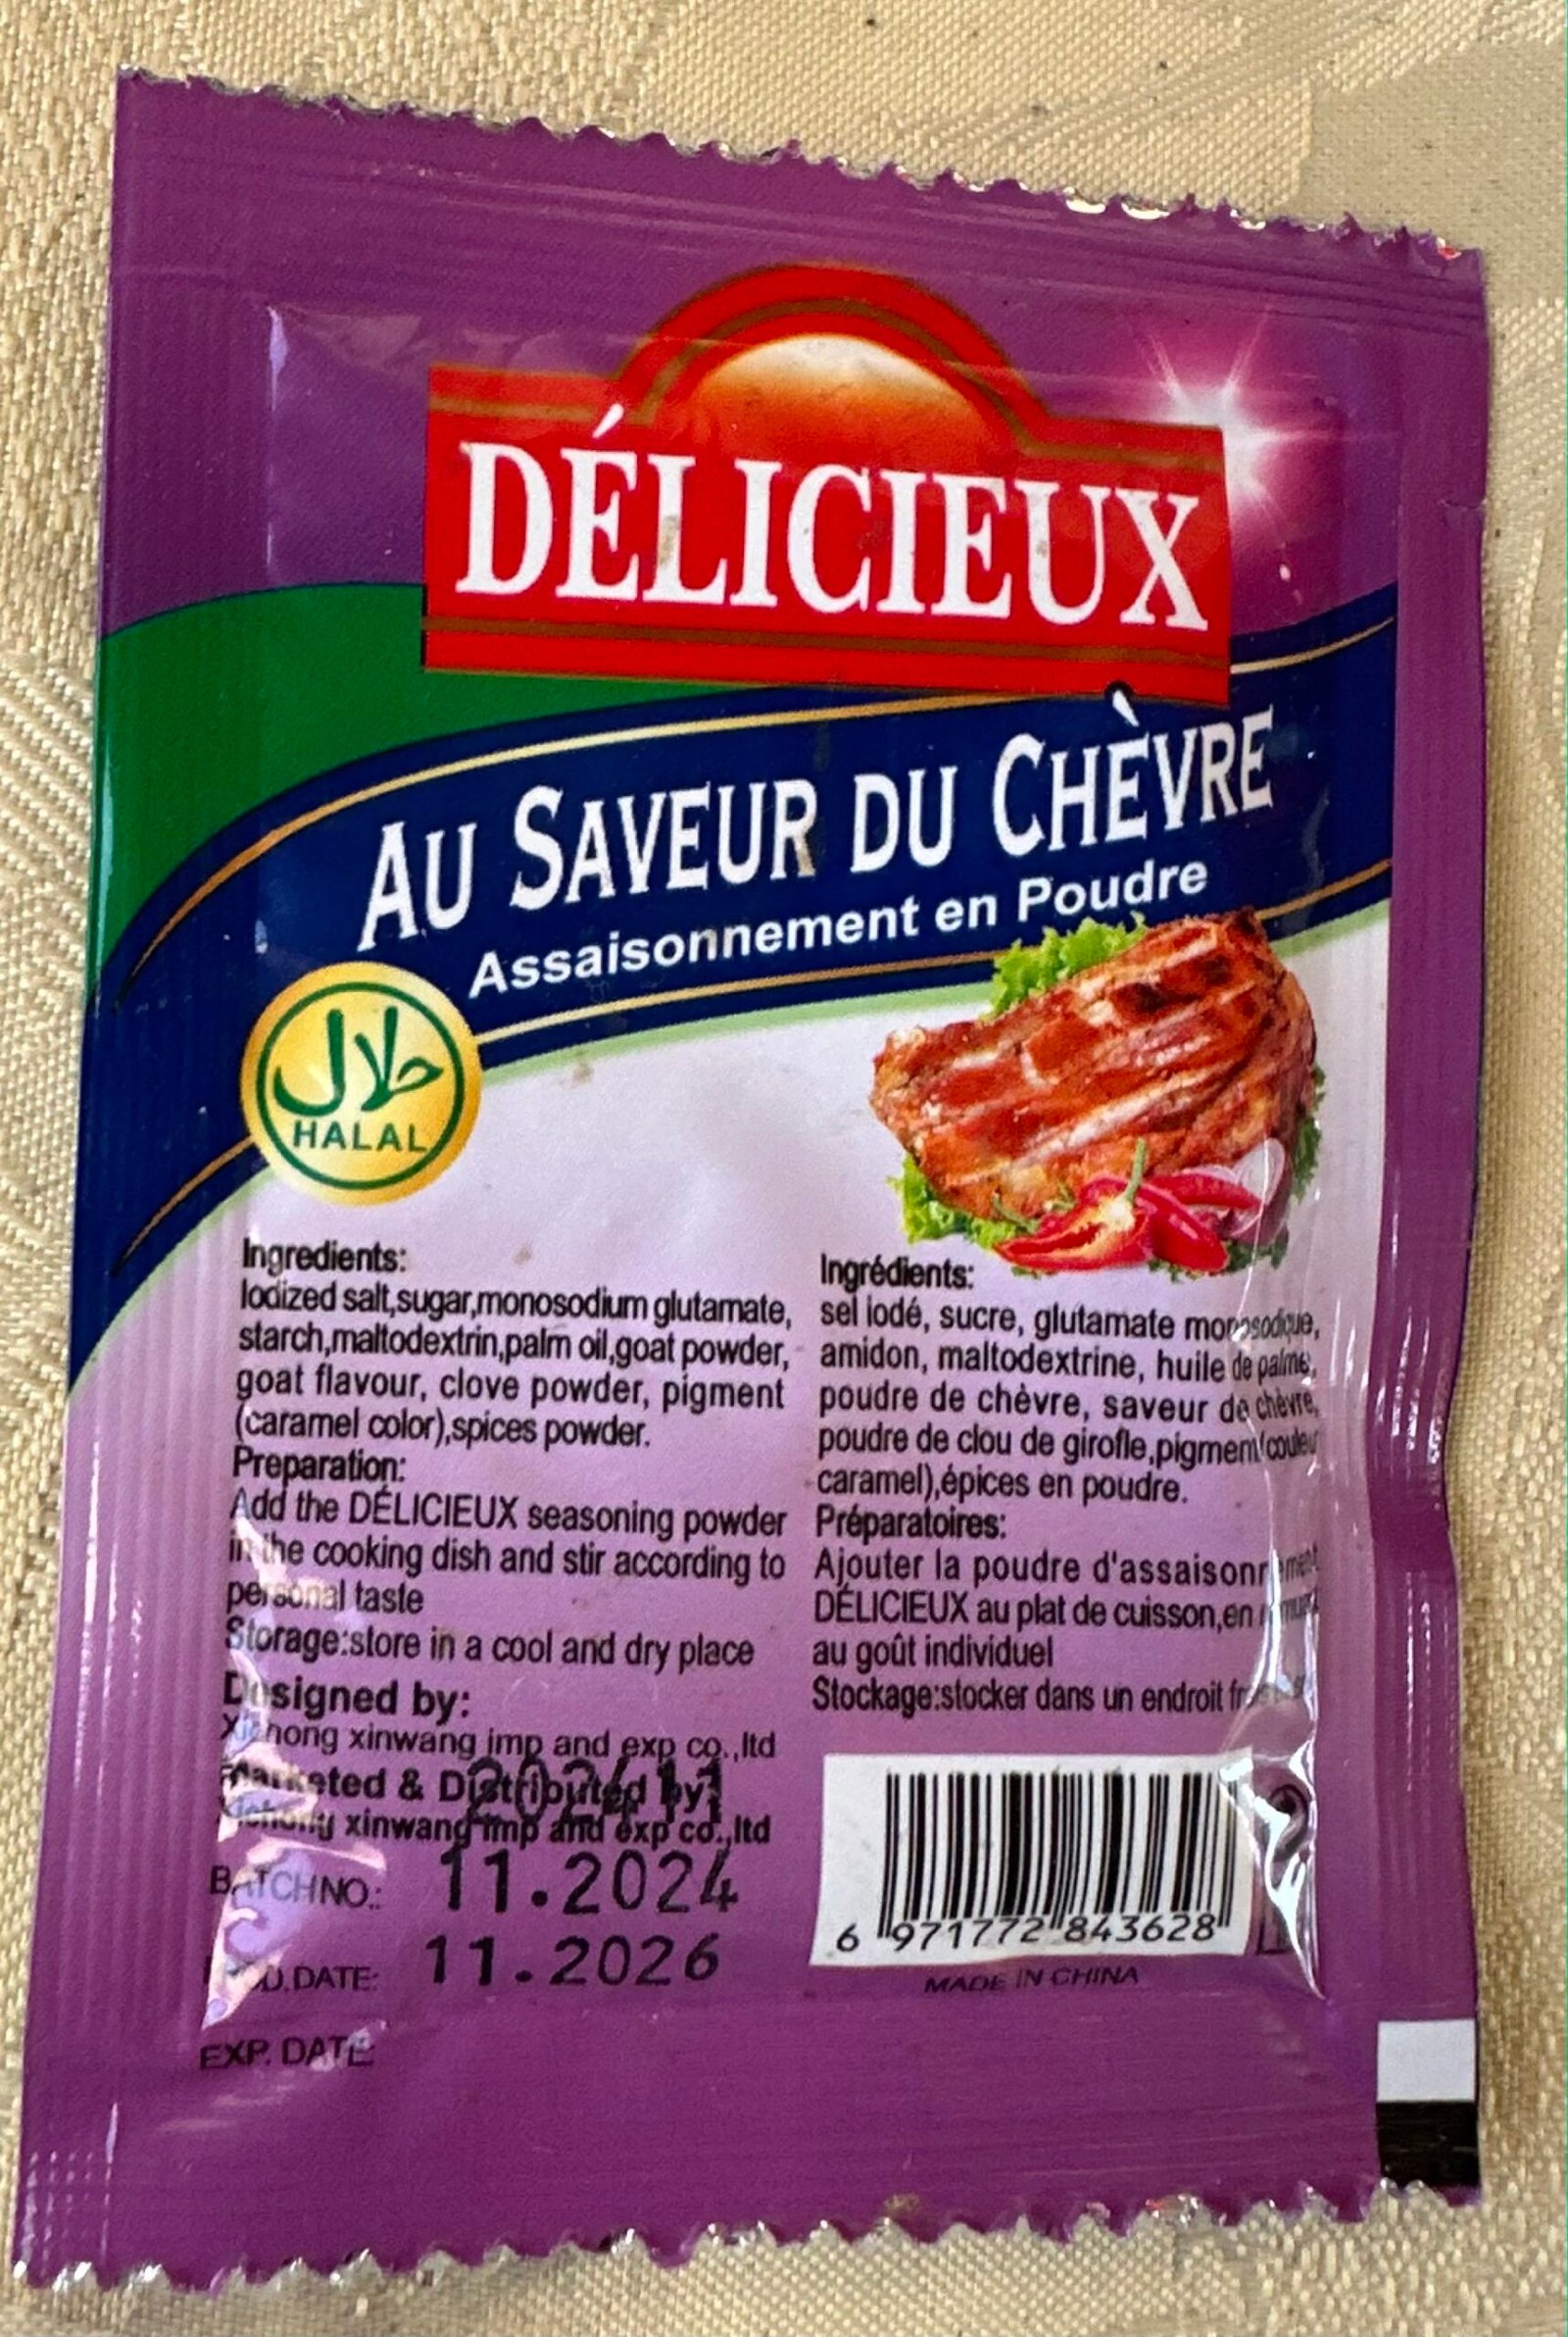 DÉLICIEUX
AU SAVEUR DU CHÈVRE
Assaisonnement en Poudre
حلال
HALAL
Ingredients:
Iodized salt,sugar,monosodium glutamate,
starch,maltodextrin,palm oil,goat powder,
goat flavour, clove powder, pigment
(caramel color),spices powder.
Preparation:
Add the DÉLICIEUX seasoning powder
in the cooking dish and stir according to
personal taste
Storage:store in a cool and dry place
Designed by:
xinwang imp and exp co.,ltd
Marketed & Distributed by:
xinwang imp and exp co.,ltd
202411
BATCH NO.: 11.2024
PROD.DATE: 11.2026
EXP. DATE:
Ingrédients:
sel iodé, sucre, glutamate monosodique,
amidon, maltodextrine, huile de palme,
poudre de chèvre, saveur de chèvre,
poudre de clou de girofle,pigment(couleur
caramel),épices en poudre.
Préparatoires:
Ajouter la poudre d'assaisonnement
DÉLICIEUX au plat de cuisson,en
au goût individuel
Stockage:stocker dans un endroit
6 971772 843628
MADE IN CHINA